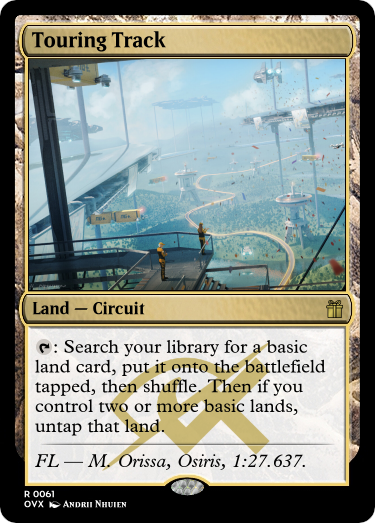 Touring Track
Land — Circuit
: Search your library for a basic
land card, put it onto the battlefield
tapped, then shuffle. Then if you
control two or more basic lands,
untap that land.
FL — M. Orissa, Osiris, 1:27.637.
R 0061
OVX Andrii Nhuien